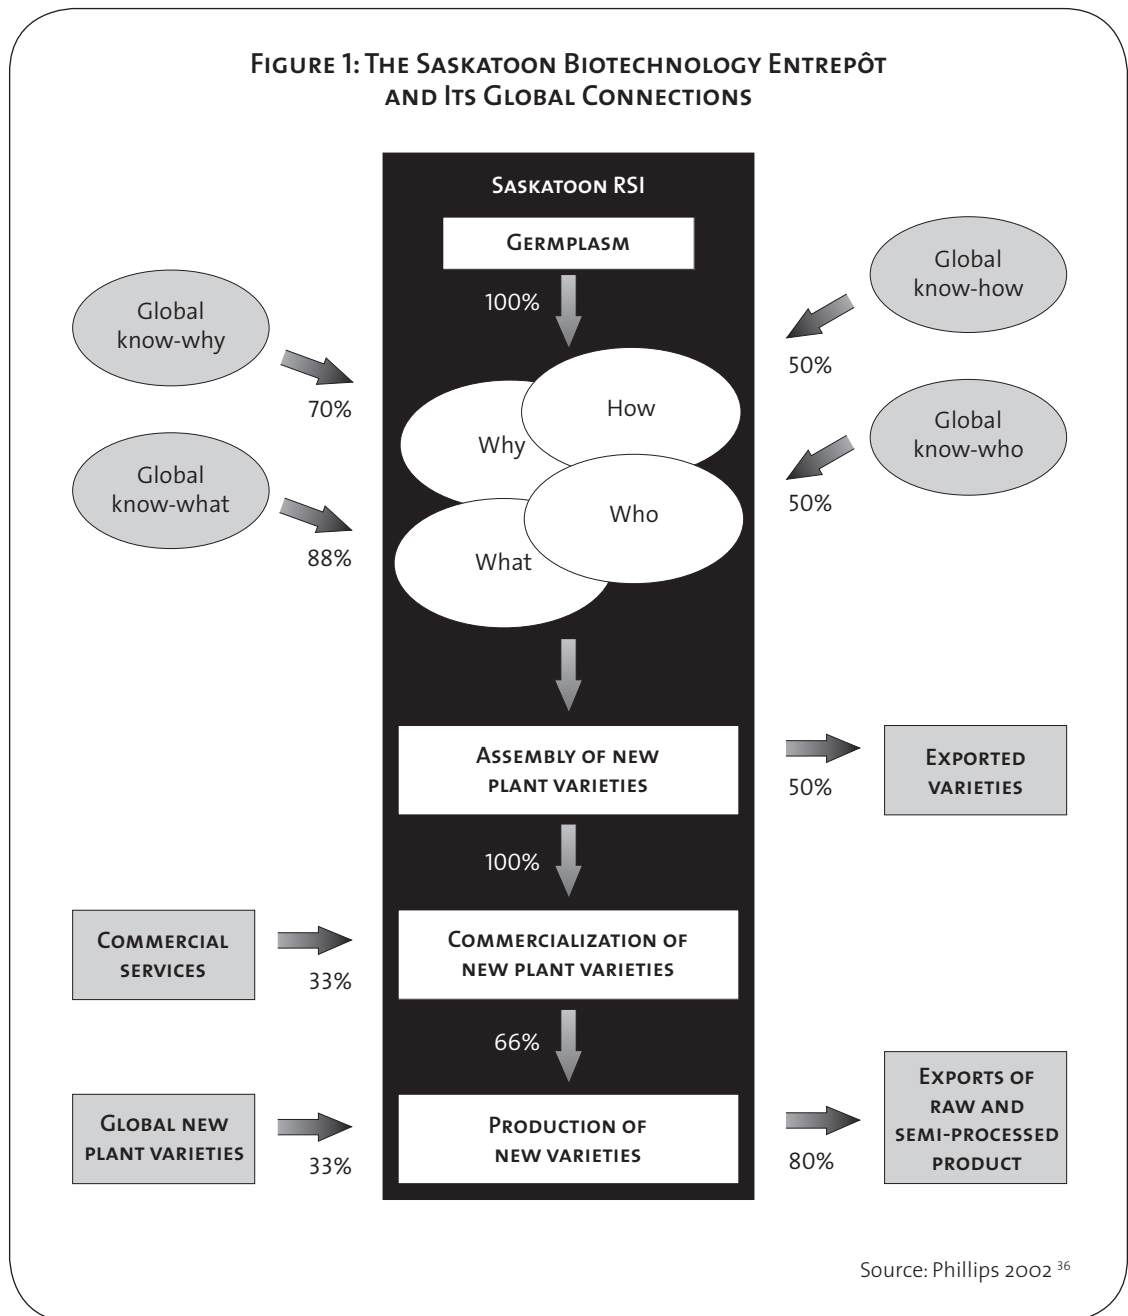 Figure 1: The Saskatoon Biotechnology Entrepôt
and Its Global Connections
Saskatoon RSI
Germplasm
100%
Global
know-why
70%
Global
know-what
88%
Global
know-how
50%
Global
know-who
50%
How
Why
Who
What
Assembly of new
plant varieties
50%
Exported
varieties
100%
Commercial
services
33%
Commercialization of
new plant varieties
66%
Global new
plant varieties
33%
Production of
new varieties
80%
Exports of
raw and
semi-processed
product
Source: Phillips 2002 36